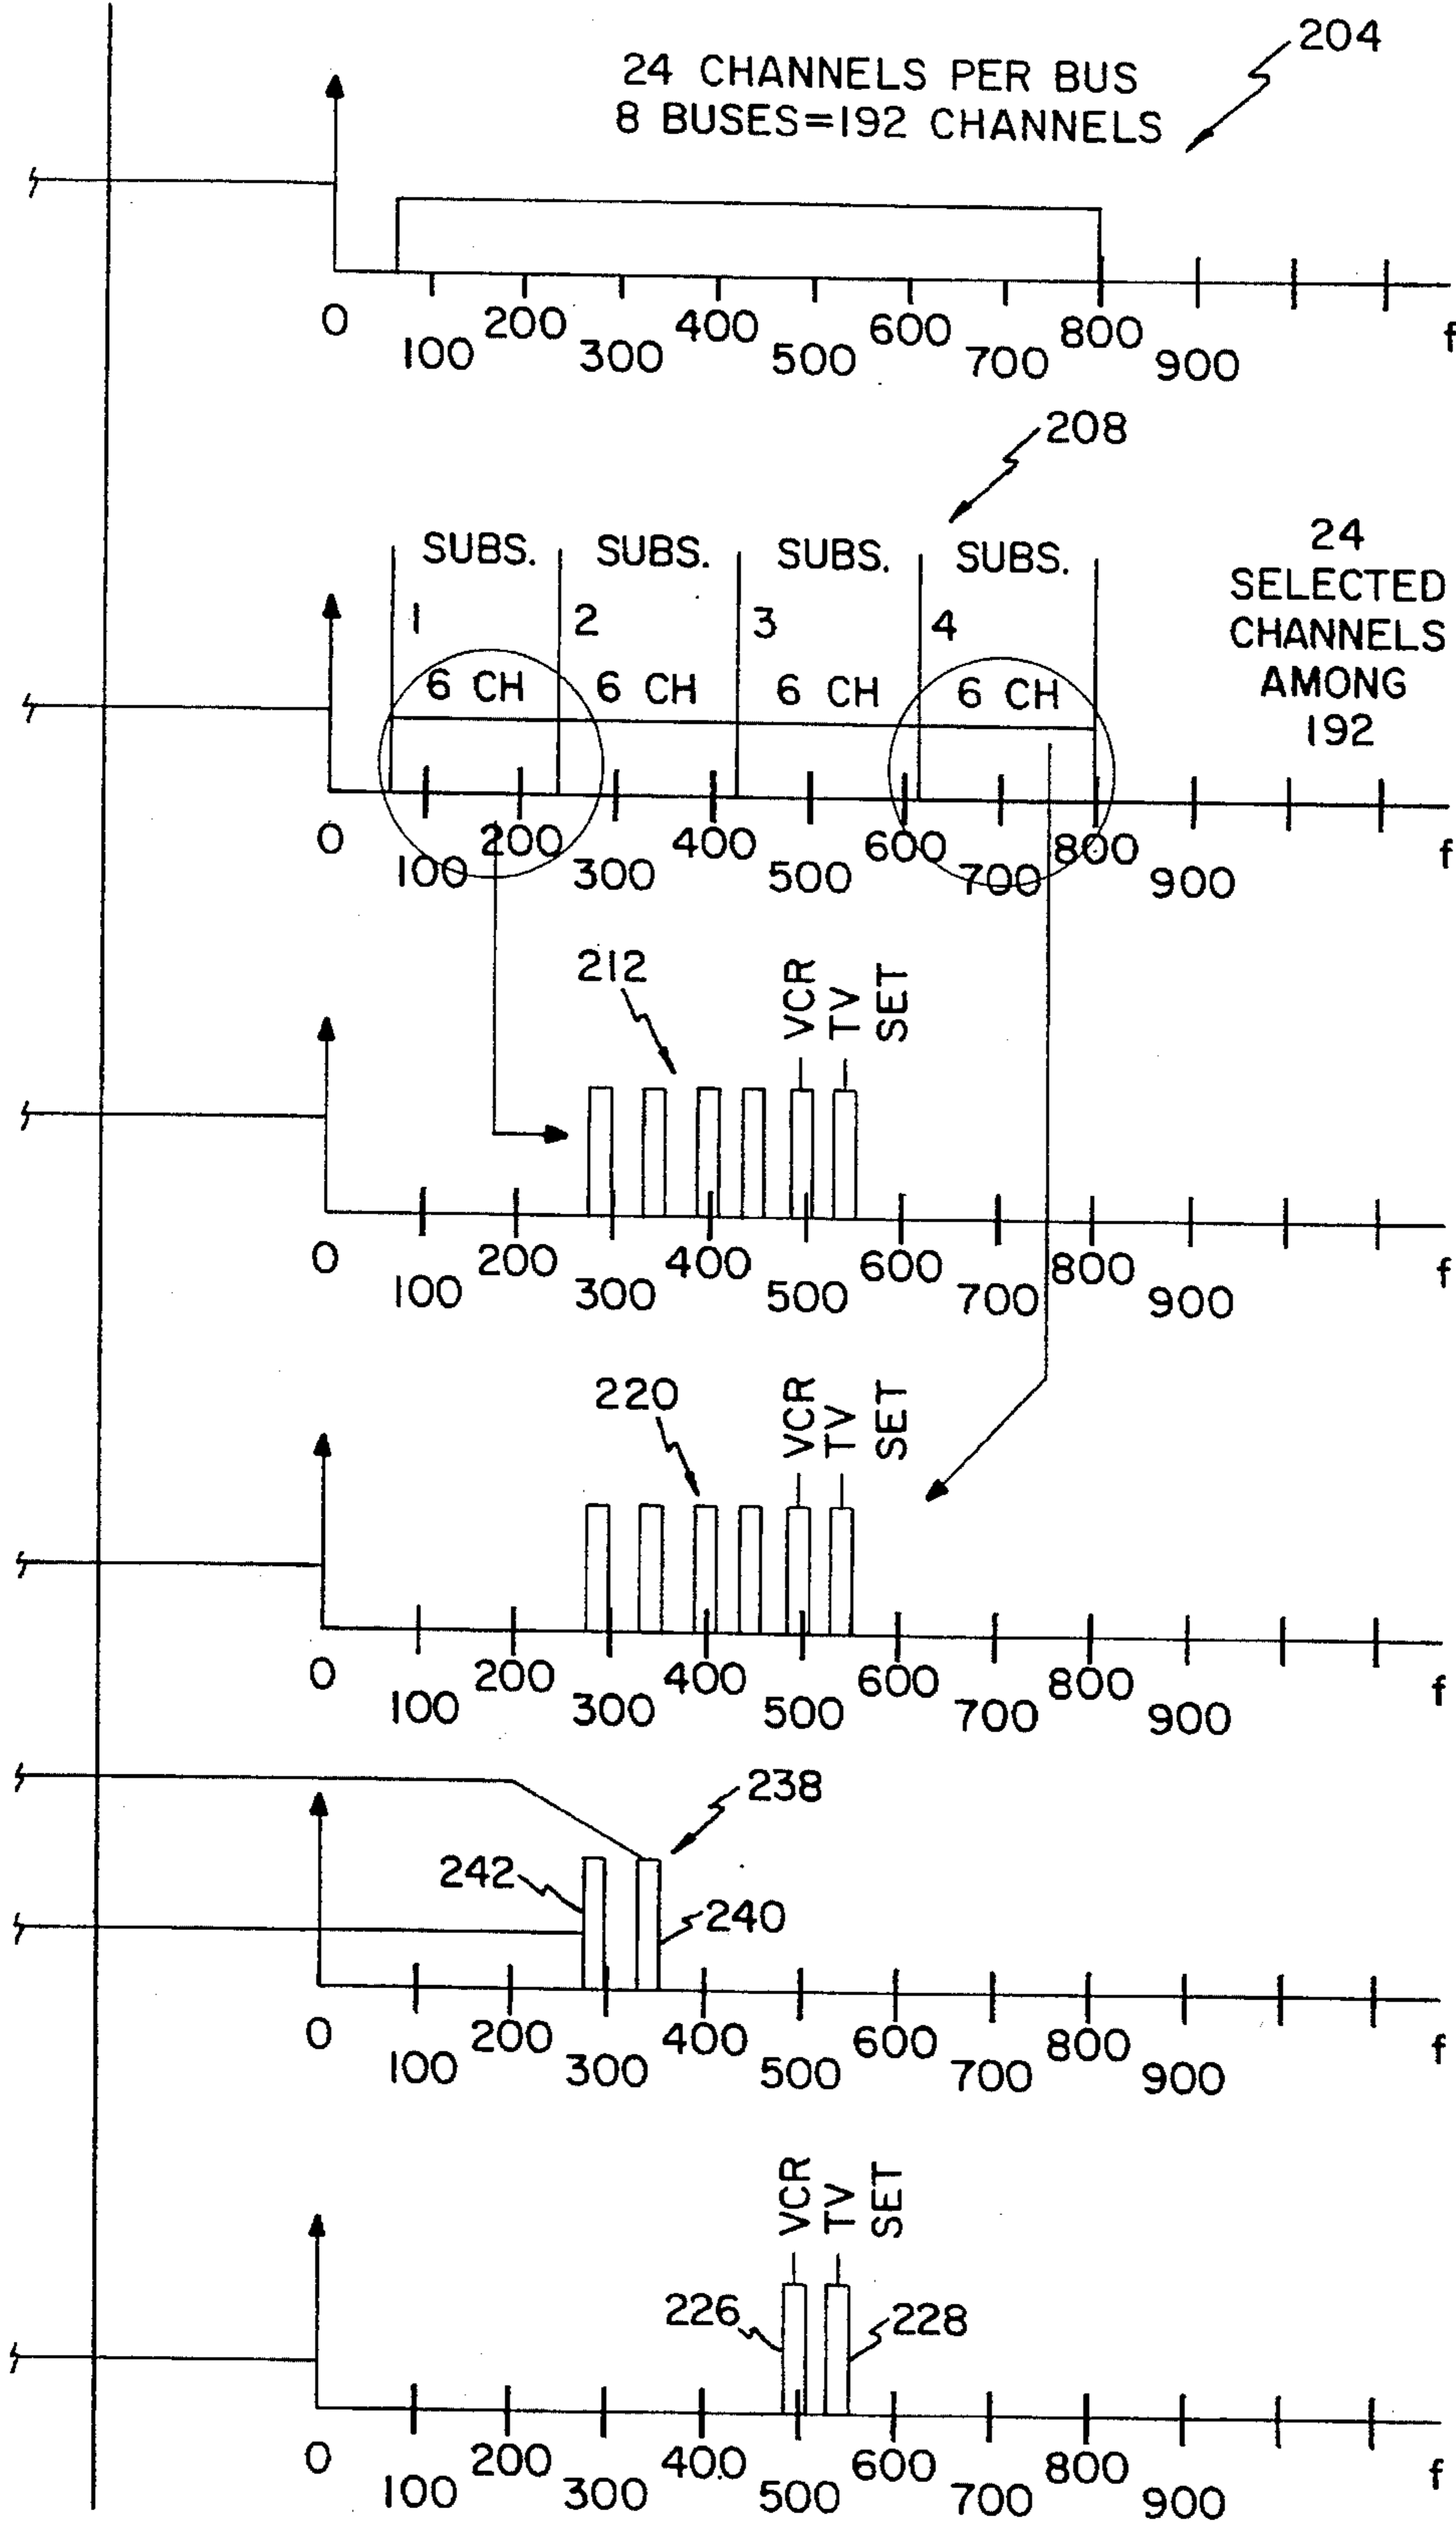 204
24 CHANNELS PER BUS
8 BUSES=192 CHANNELS
0 200 400 600 800
100 300 500 700 900
f
208
SUBS. SUBS. SUBS. SUBS.
1 2 3 4
6 CH 6 CH 6 CH 6 CH
24
SELECTED
CHANNELS
AMONG
192
0 200 400 600 800
100 300 500 700 900
f
212
VCR
TV
SET
0 200 400 600 800
100 300 500 700 900
f
220
VCR
TV
SET
0 200 400 600 800
100 300 500 700 900
f
238
242
240
0 200 400 600 800
100 300 500 700 900
f
VCR
TV
SET
226
228
0 200 400 600 800
100 300 500 700 900
f